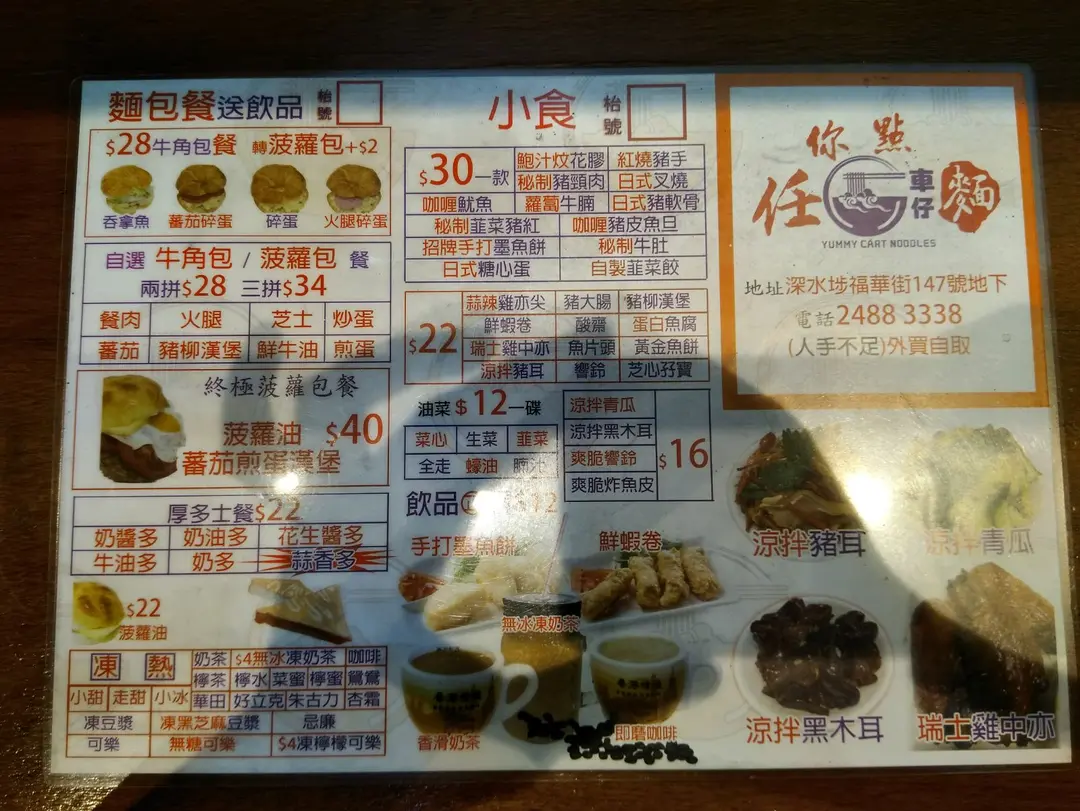 麵包餐送飲品 枱號
$28牛角包餐 轉菠蘿包+$2
吞拿魚 蕃茄碎蛋 碎蛋 火腿碎蛋
自選 牛角包 / 菠蘿包 餐
兩拼$28 三拼$34
餐肉 火腿 芝士 炒蛋
蕃茄 豬柳漢堡 鮮牛油 煎蛋
終極菠蘿包餐
菠蘿油 $40
蕃茄煎蛋漢堡
厚多士餐$22
奶醬多 奶油多 花生醬多
牛油多 奶多 蒜香多
$22
菠蘿油
凍 熱 奶茶 $4無冰凍奶茶 咖啡
檸茶 檸水 菜蜜 檸蜜 鴛鴦
小甜 走甜 小冰 華田 好立克 朱古力 杏霜
凍豆漿 凍黑芝麻豆漿 忌廉
可樂 無糖可樂 $4凍檸檬可樂
小食 枱號
$30一款 鮑汁炆花膠 紅燒豬手
秘制豬頸肉 日式叉燒
咖喱魷魚 蘿蔔牛腩 日式豬軟骨
秘制韮菜豬紅 咖喱豬皮魚旦
招牌手打墨魚餅 秘制牛肚
日式糖心蛋 自製韮菜餃
$22
蒜辣雞亦尖 豬大腸 豬柳漢堡
鮮蝦卷 酸齋 蛋白魚腐
瑞士雞中亦 魚片頭 黃金魚餅
涼拌豬耳 響鈴 芝心孖寶
油菜$12一碟
菜心 生菜 韮菜
全走 蠔油 腩汁
涼拌青瓜
涼拌黑木耳
爽脆響鈴
爽脆炸魚皮
$16
飲品 $12
手打墨魚餅 鮮蝦卷
無冰凍奶茶
香滑奶茶 即磨咖啡
你點
任 車仔麵
YUMMY CART NOODLES
地址深水埗福華街147號地下
電話2488 3338
(人手不足)外買自取
涼拌豬耳 涼拌青瓜
涼拌黑木耳 瑞士雞中亦